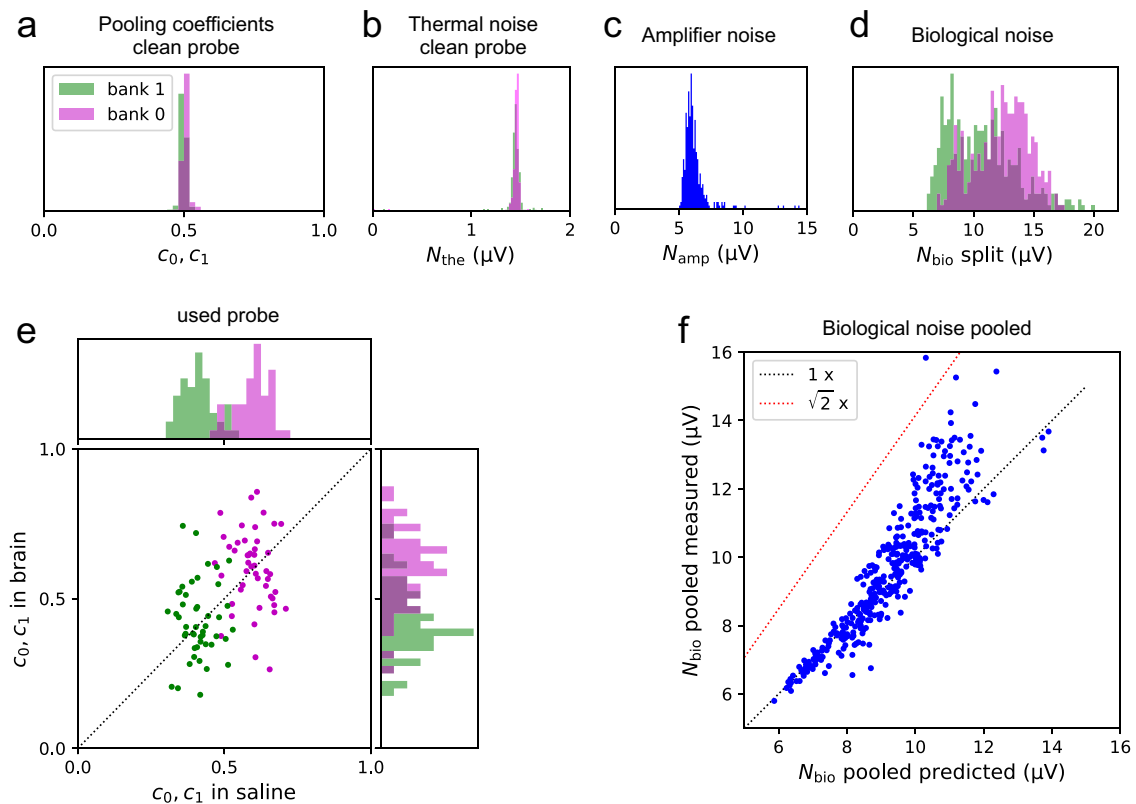 a
Pooling coefficients
clean probe
bank 1
bank 0
0.0
0.5
1.0
c0, c1
b
Thermal noise
clean probe
0
1
2
Nthe (μV)
c
Amplifier noise
0
5
10
15
Namp (μV)
d
Biological noise
0
5
10
15
20
Nbio split (μV)
e
used probe
1.0
0.5
0.0
c0, c1 in brain
0.0
0.5
1.0
c0, c1 in saline
f
Biological noise pooled
1 x
√2 x
16
14
12
10
8
6
Nbio pooled measured (μV)
6
8
10
12
14
16
Nbio pooled predicted (μV)